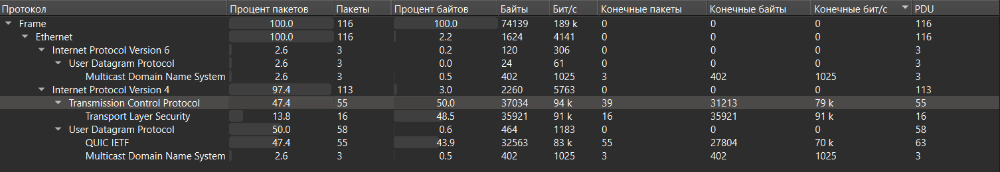 Протокол Процент пакетов Пакеты Процент байтов Байты Бит/с Конечные пакеты Конечные байты Конечные бит/с PDU
Frame 100.0 116 100.0 74139 189 k 0 0 0 116
Ethernet 100.0 116 2.2 1624 4141 0 0 0 116
Internet Protocol Version 6 2.6 3 0.2 120 306 0 0 0 3
User Datagram Protocol 2.6 3 0.0 24 61 0 0 0 3
Multicast Domain Name System 2.6 3 0.5 402 1025 3 402 1025 3
Internet Protocol Version 4 97.4 113 3.0 2260 5763 0 0 0 113
Transmission Control Protocol 47.4 55 50.0 37034 94 k 39 31213 79 k 55
Transport Layer Security 13.8 16 48.5 35921 91 k 16 35921 91 k 16
User Datagram Protocol 50.0 58 0.6 464 1183 0 0 0 58
QUIC IETF 47.4 55 43.9 32563 83 k 55 27804 70 k 63
Multicast Domain Name System 2.6 3 0.5 402 1025 3 402 1025 3